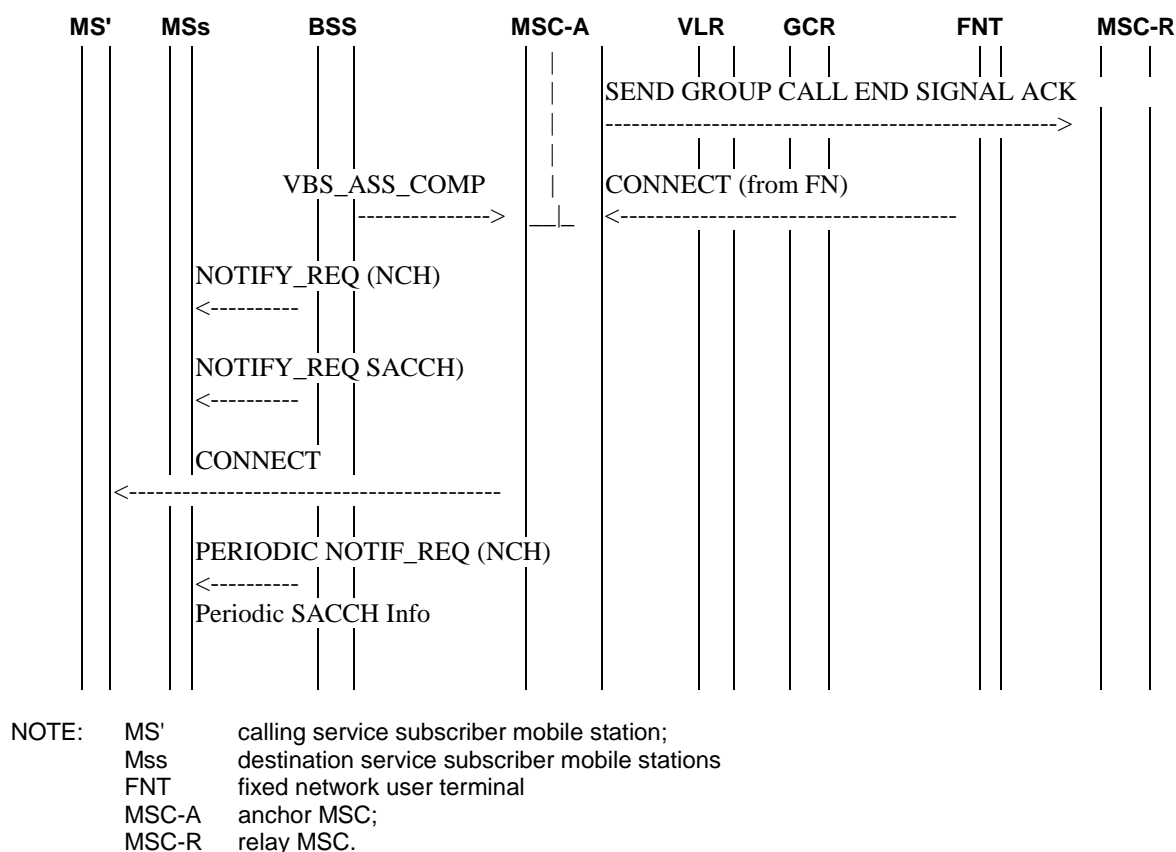 MS' MSs BSS MSC-A VLR GCR FNT MSC-R
SEND GROUP CALL END SIGNAL ACK
VBS_ASS_COMP CONNECT (from FN)
NOTIFY_REQ (NCH)
NOTIFY_REQ SACCH)
CONNECT
PERIODIC NOTIF_REQ (NCH)
Periodic SACCH Info
NOTE: MS' calling service subscriber mobile station;
Mss destination service subscriber mobile stations
FNT fixed network user terminal
MSC-A anchor MSC;
MSC-R relay MSC.